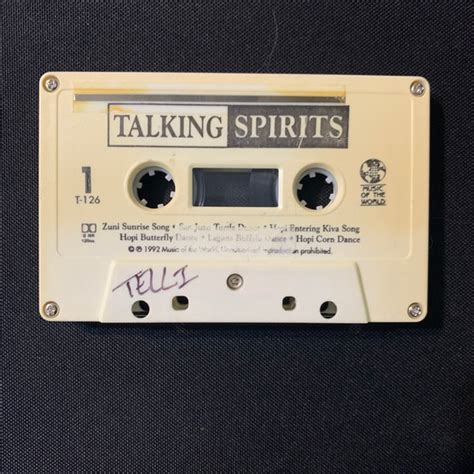 TALKING SPIRITS
1
T-126
MUSIC
OF THE
WORLD
Zuni Sunrise Song • San Juan Turtle Dance • Hopi Entering Kiva Song
Hopi Butterfly Dance • Laguna Buffalo Dance • Hopi Corn Dance
© ℗ 1992 Music of the World. Unauthorized reproduction prohibited.
TELLI